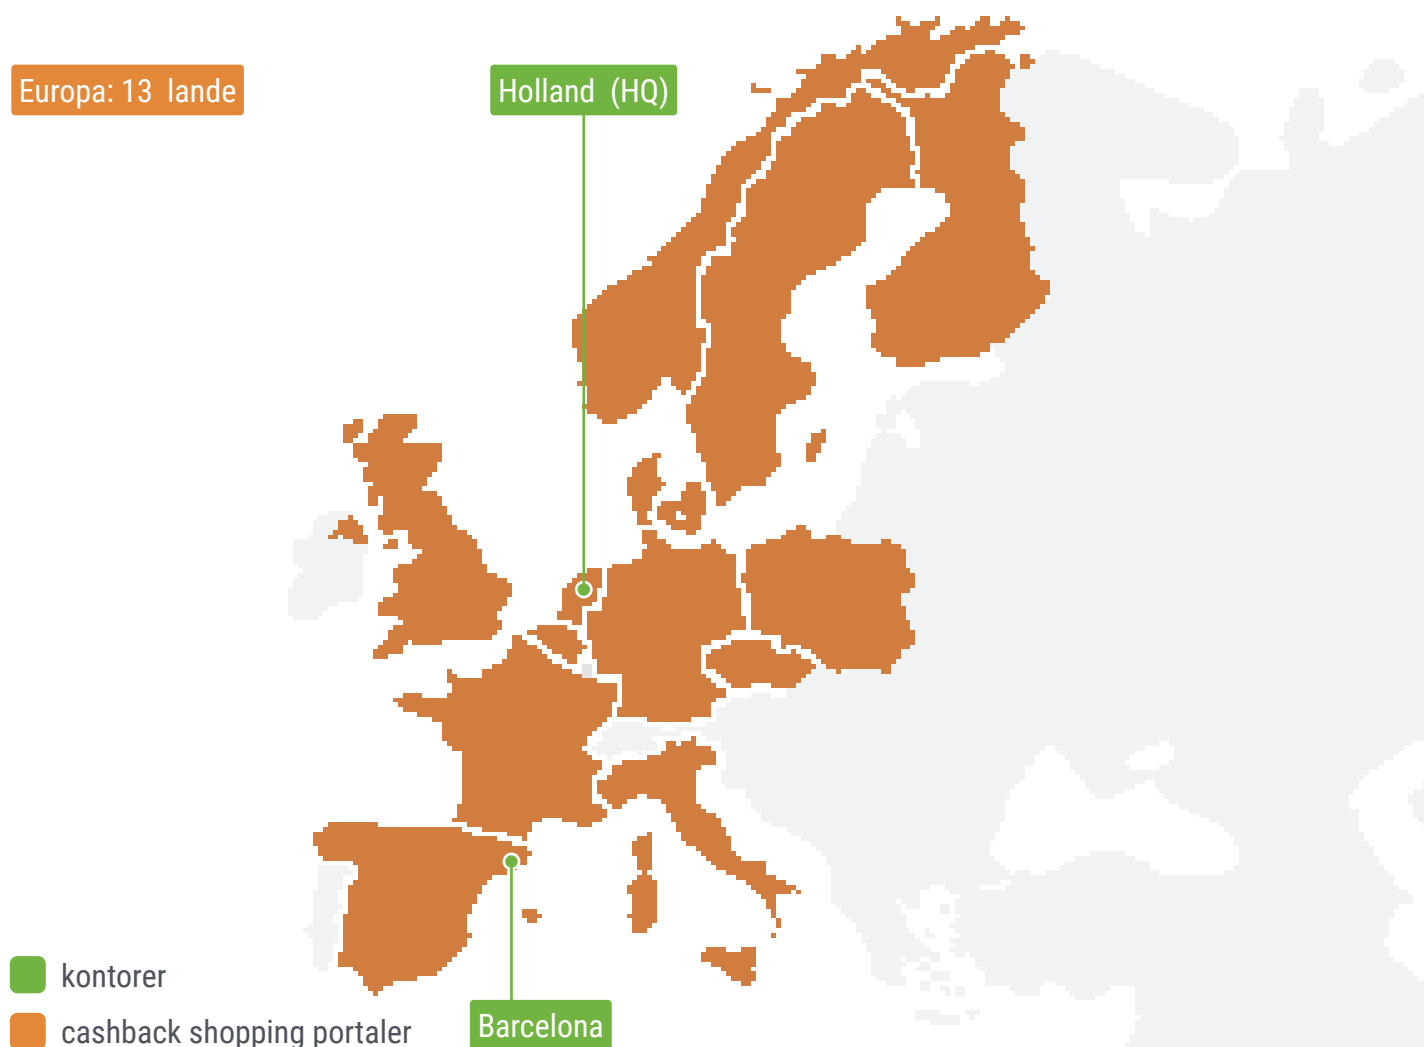 Europa: 13 lande
Holland (HQ)
kontorer
cashback shopping portaler
Barcelona